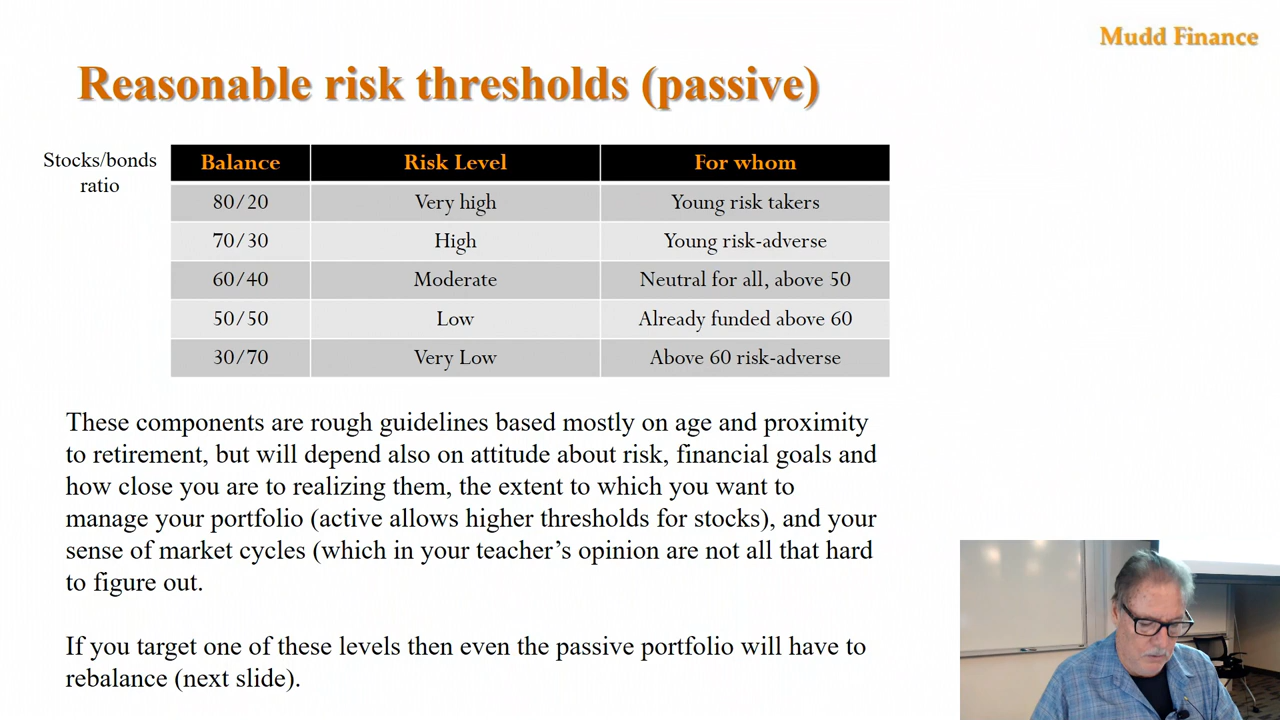 Mudd Finance
Reasonable risk thresholds (passive)
Stocks/bonds
ratio
Balance Risk Level For whom
80/20 Very high Young risk takers
70/30 High Young risk-adverse
60/40 Moderate Neutral for all, above 50
50/50 Low Already funded above 60
30/70 Very Low Above 60 risk-adverse
These components are rough guidelines based mostly on age and proximity
to retirement, but will depend also on attitude about risk, financial goals and
how close you are to realizing them, the extent to which you want to
manage your portfolio (active allows higher thresholds for stocks), and your
sense of market cycles (which in your teacher’s opinion are not all that hard
to figure out.
If you target one of these levels then even the passive portfolio will have to
rebalance (next slide).